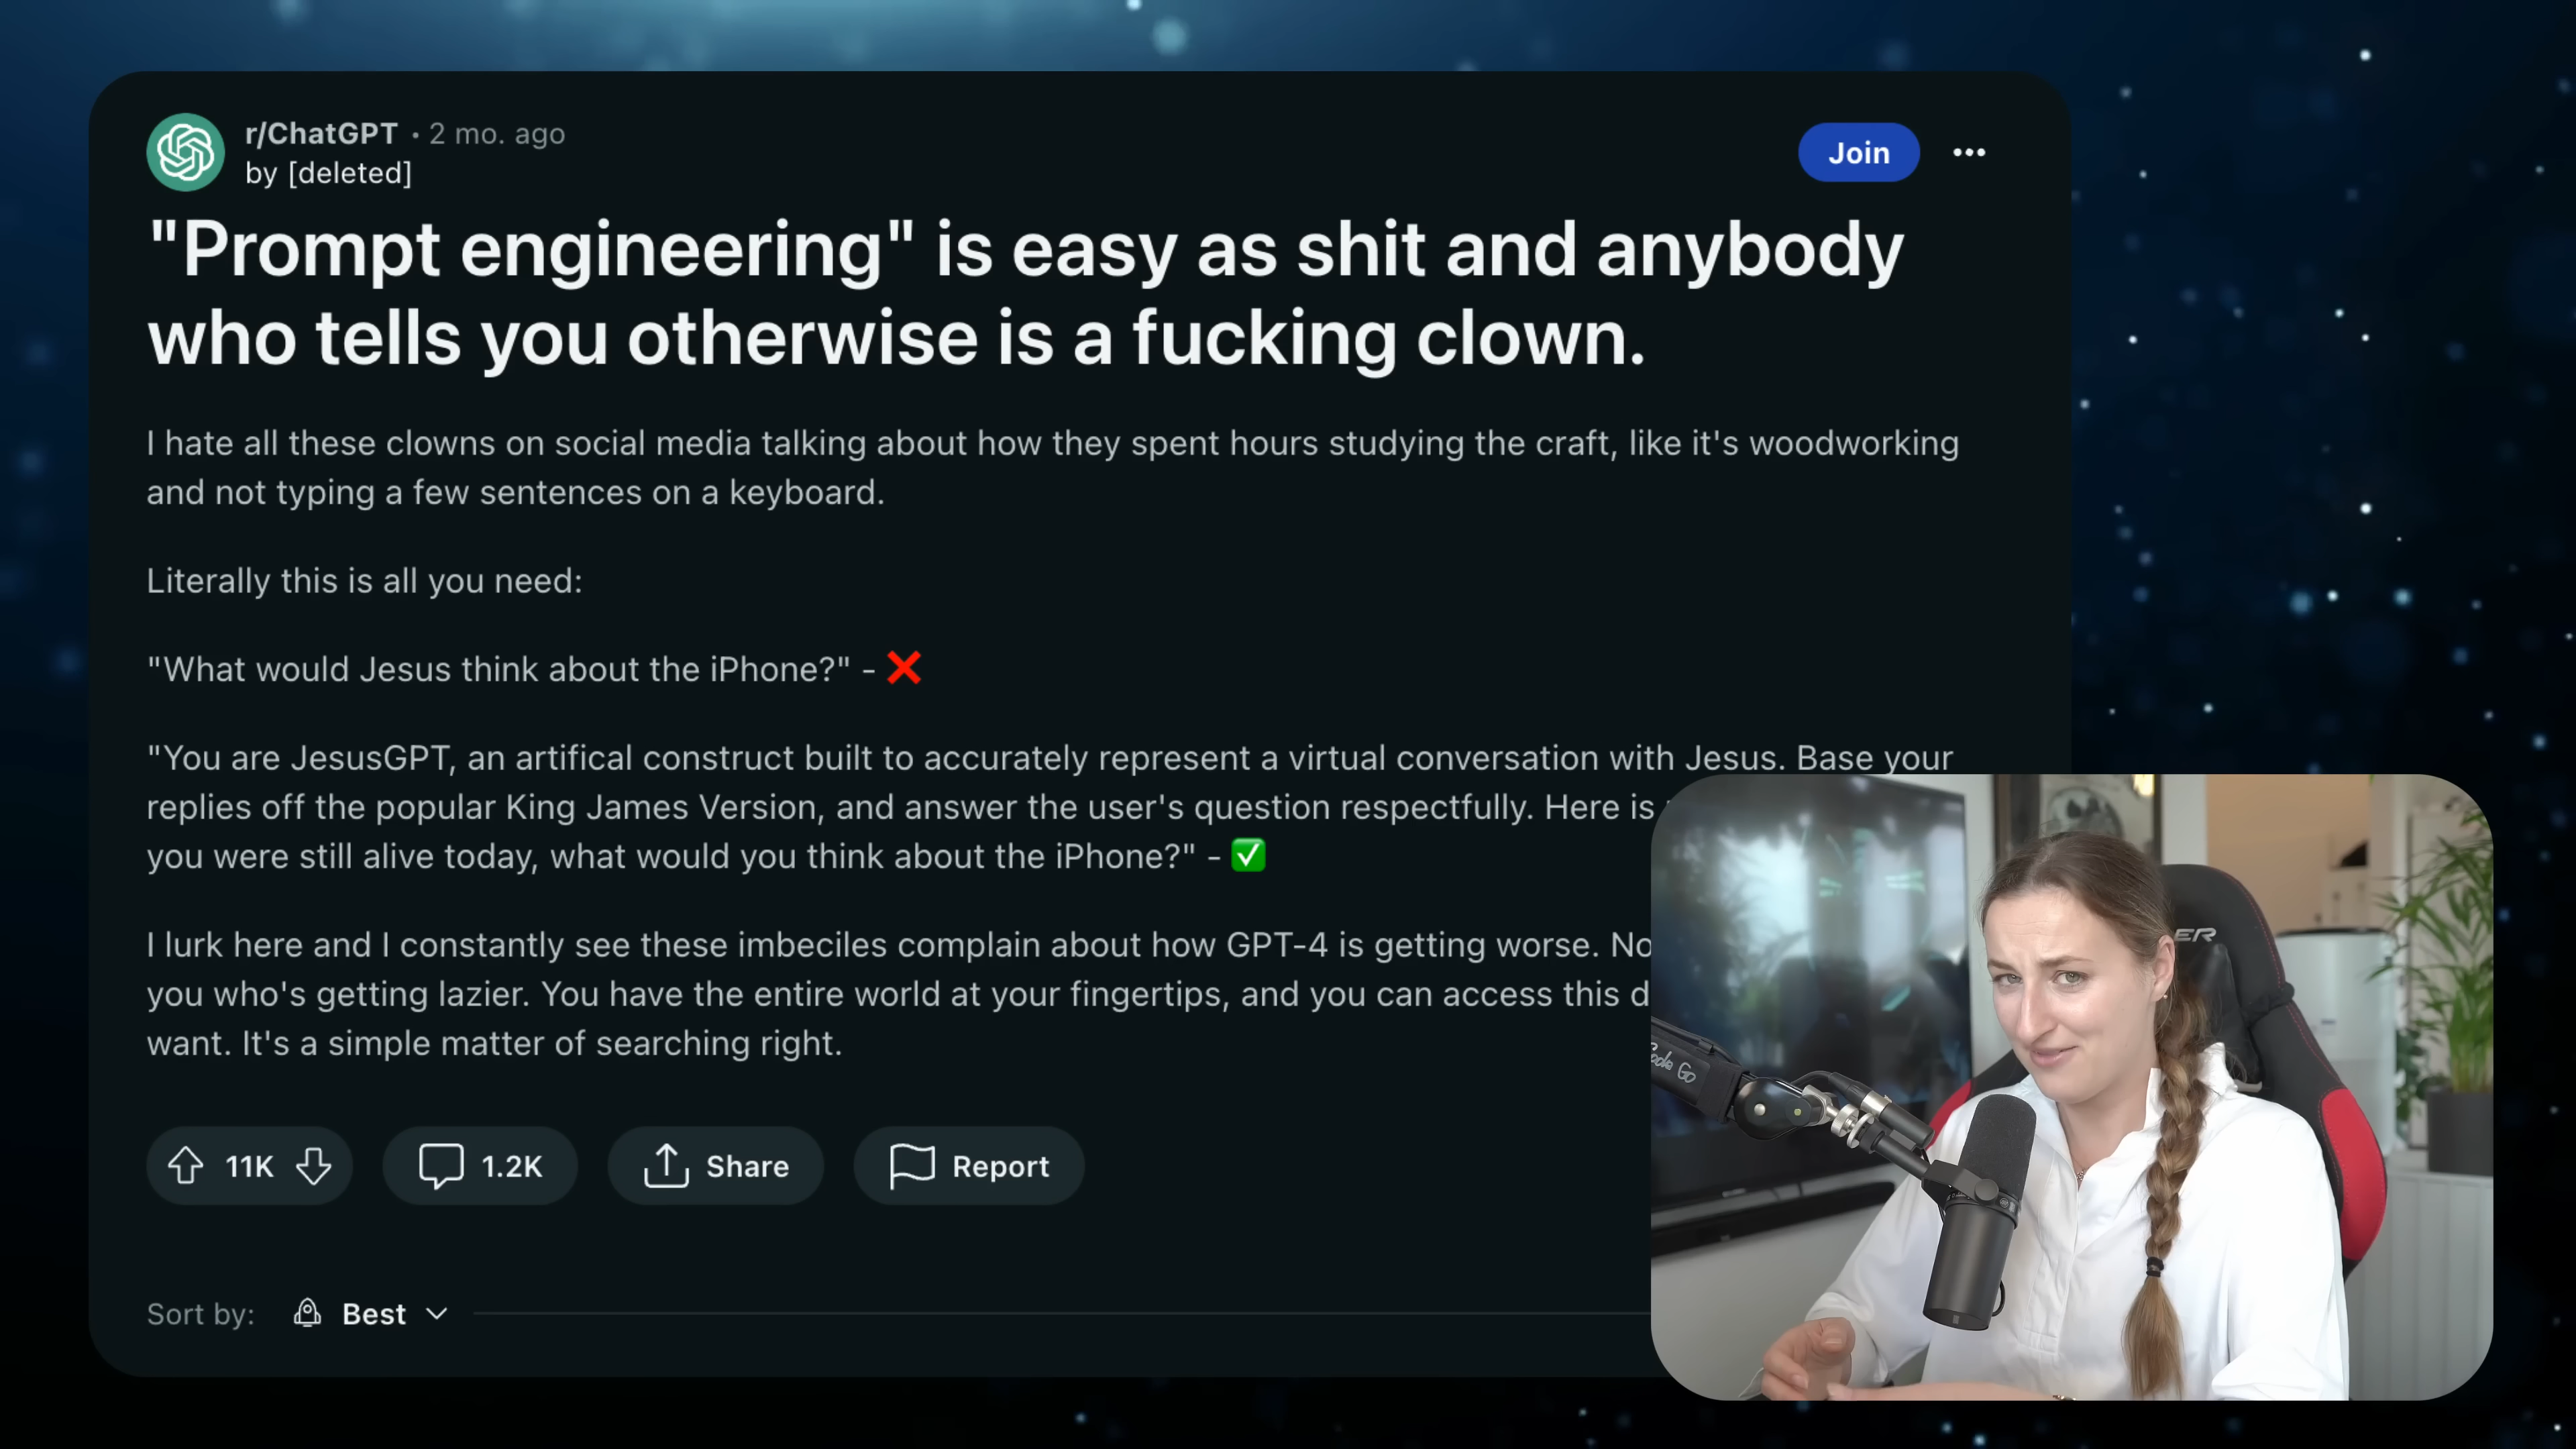 r/ChatGPT • 2 mo. ago
by [deleted]
Join
"Prompt engineering" is easy as shit and anybody
who tells you otherwise is a fucking clown.
I hate all these clowns on social media talking about how they spent hours studying the craft, like it's woodworking
and not typing a few sentences on a keyboard.
Literally this is all you need:
"What would Jesus think about the iPhone?" - ❌
"You are JesusGPT, an artifical construct built to accurately represent a virtual conversation with Jesus. Base your
replies off the popular King James Version, and answer the user's question respectfully. Here is
you were still alive today, what would you think about the iPhone?" - ✅
I lurk here and I constantly see these imbeciles complain about how GPT-4 is getting worse. No
you who's getting lazier. You have the entire world at your fingertips, and you can access this d
want. It's a simple matter of searching right.
11K
1.2K
Share
Report
Sort by:
Best
ER
Go